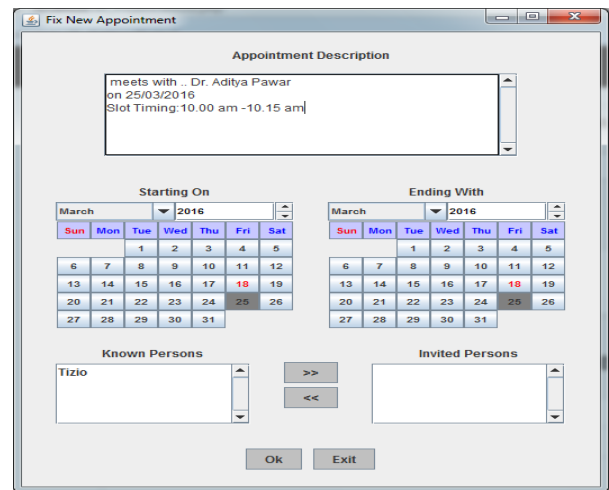 Fix New Appointment
Appointment Description
meets with .. Dr. Aditya Pawar
on 25/03/2016
Slot Timing:10.00 am -10.15 am
Starting On
Ending With
March 2016
March 2016
Sun Mon Tue Wed Thu Fri Sat
Sun Mon Tue Wed Thu Fri Sat
1 2 3 4 5
1 2 3 4 5
6 7 8 9 10 11 12
6 7 8 9 10 11 12
13 14 15 16 17 18 19
13 14 15 16 17 18 19
20 21 22 23 24 25 26
20 21 22 23 24 25 26
27 28 29 30 31
27 28 29 30 31
Known Persons
Invited Persons
Tizio
>>
<<
Ok
Exit